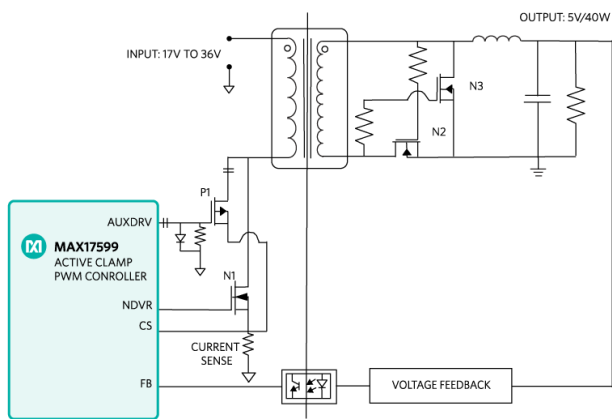 OUTPUT: 5V/40W
INPUT: 17V TO 36V
N3
N2
P1
AUXDRV
MAX17599
ACTIVE CLAMP
PWM CONROLLER
N1
NDVR
CS
CURRENT
SENSE
FB
VOLTAGE FEEDBACK